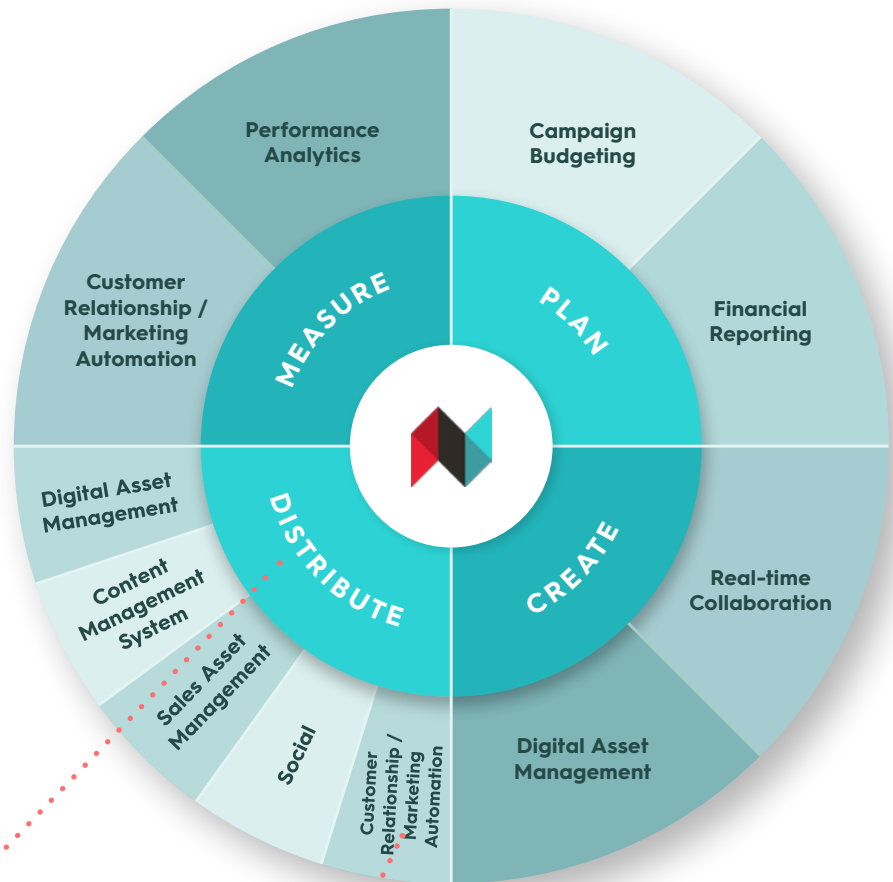 Performance
Analytics
Campaign
Budgeting
Customer
Relationship /
Marketing
Automation
MEASURE
PLAN
Financial
Reporting
Digital Asset
Management
DISTRIBUTE
CREATE
Real-time
Collaboration
Content
Management
System
Sales Asset
Management
Social
Customer
Relationship /
Marketing
Automation
Digital Asset
Management